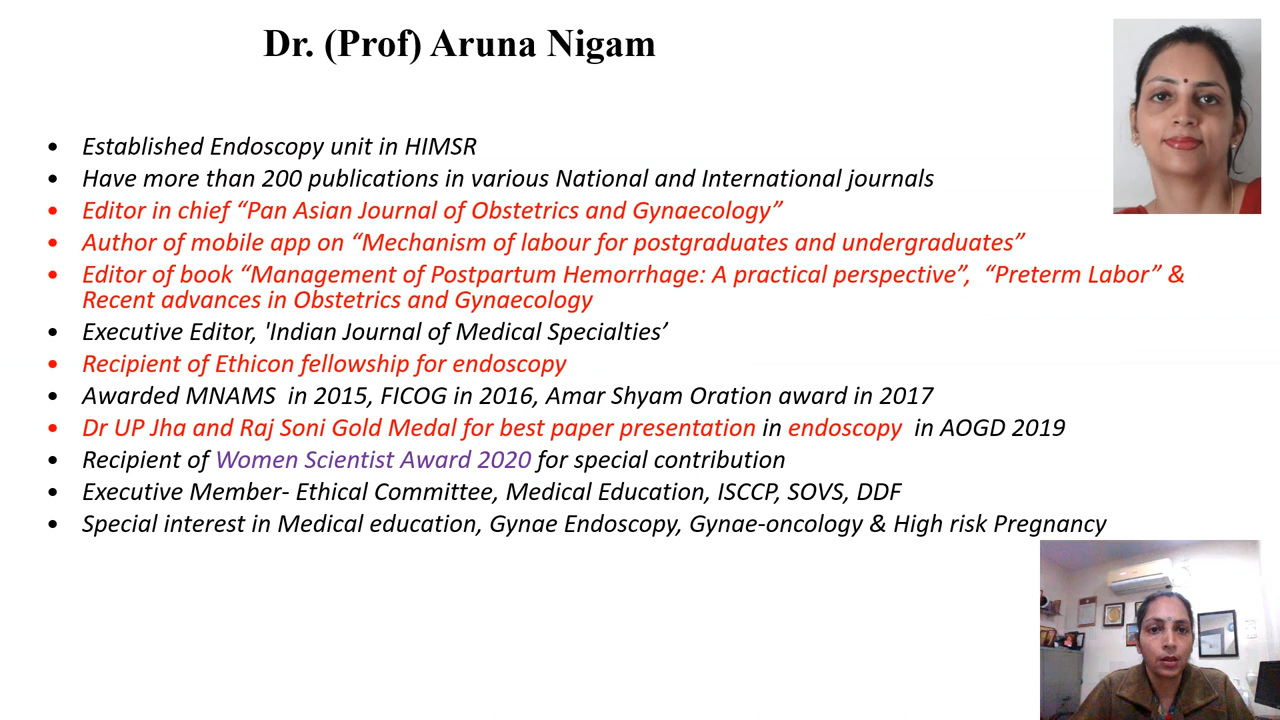 Dr. (Prof) Aruna Nigam
• Established Endoscopy unit in HIMSR
• Have more than 200 publications in various National and International journals
• Editor in chief “Pan Asian Journal of Obstetrics and Gynaecology”
• Author of mobile app on “Mechanism of labour for postgraduates and undergraduates”
• Editor of book “Management of Postpartum Hemorrhage: A practical perspective”, “Preterm Labor” &
Recent advances in Obstetrics and Gynaecology
• Executive Editor, 'Indian Journal of Medical Specialties’
• Recipient of Ethicon fellowship for endoscopy
• Awarded MNAMS in 2015, FICOG in 2016, Amar Shyam Oration award in 2017
• Dr UP Jha and Raj Soni Gold Medal for best paper presentation in endoscopy in AOGD 2019
• Recipient of Women Scientist Award 2020 for special contribution
• Executive Member- Ethical Committee, Medical Education, ISCCP, SOVS, DDF
• Special interest in Medical education, Gynae Endoscopy, Gynae-oncology & High risk Pregnancy